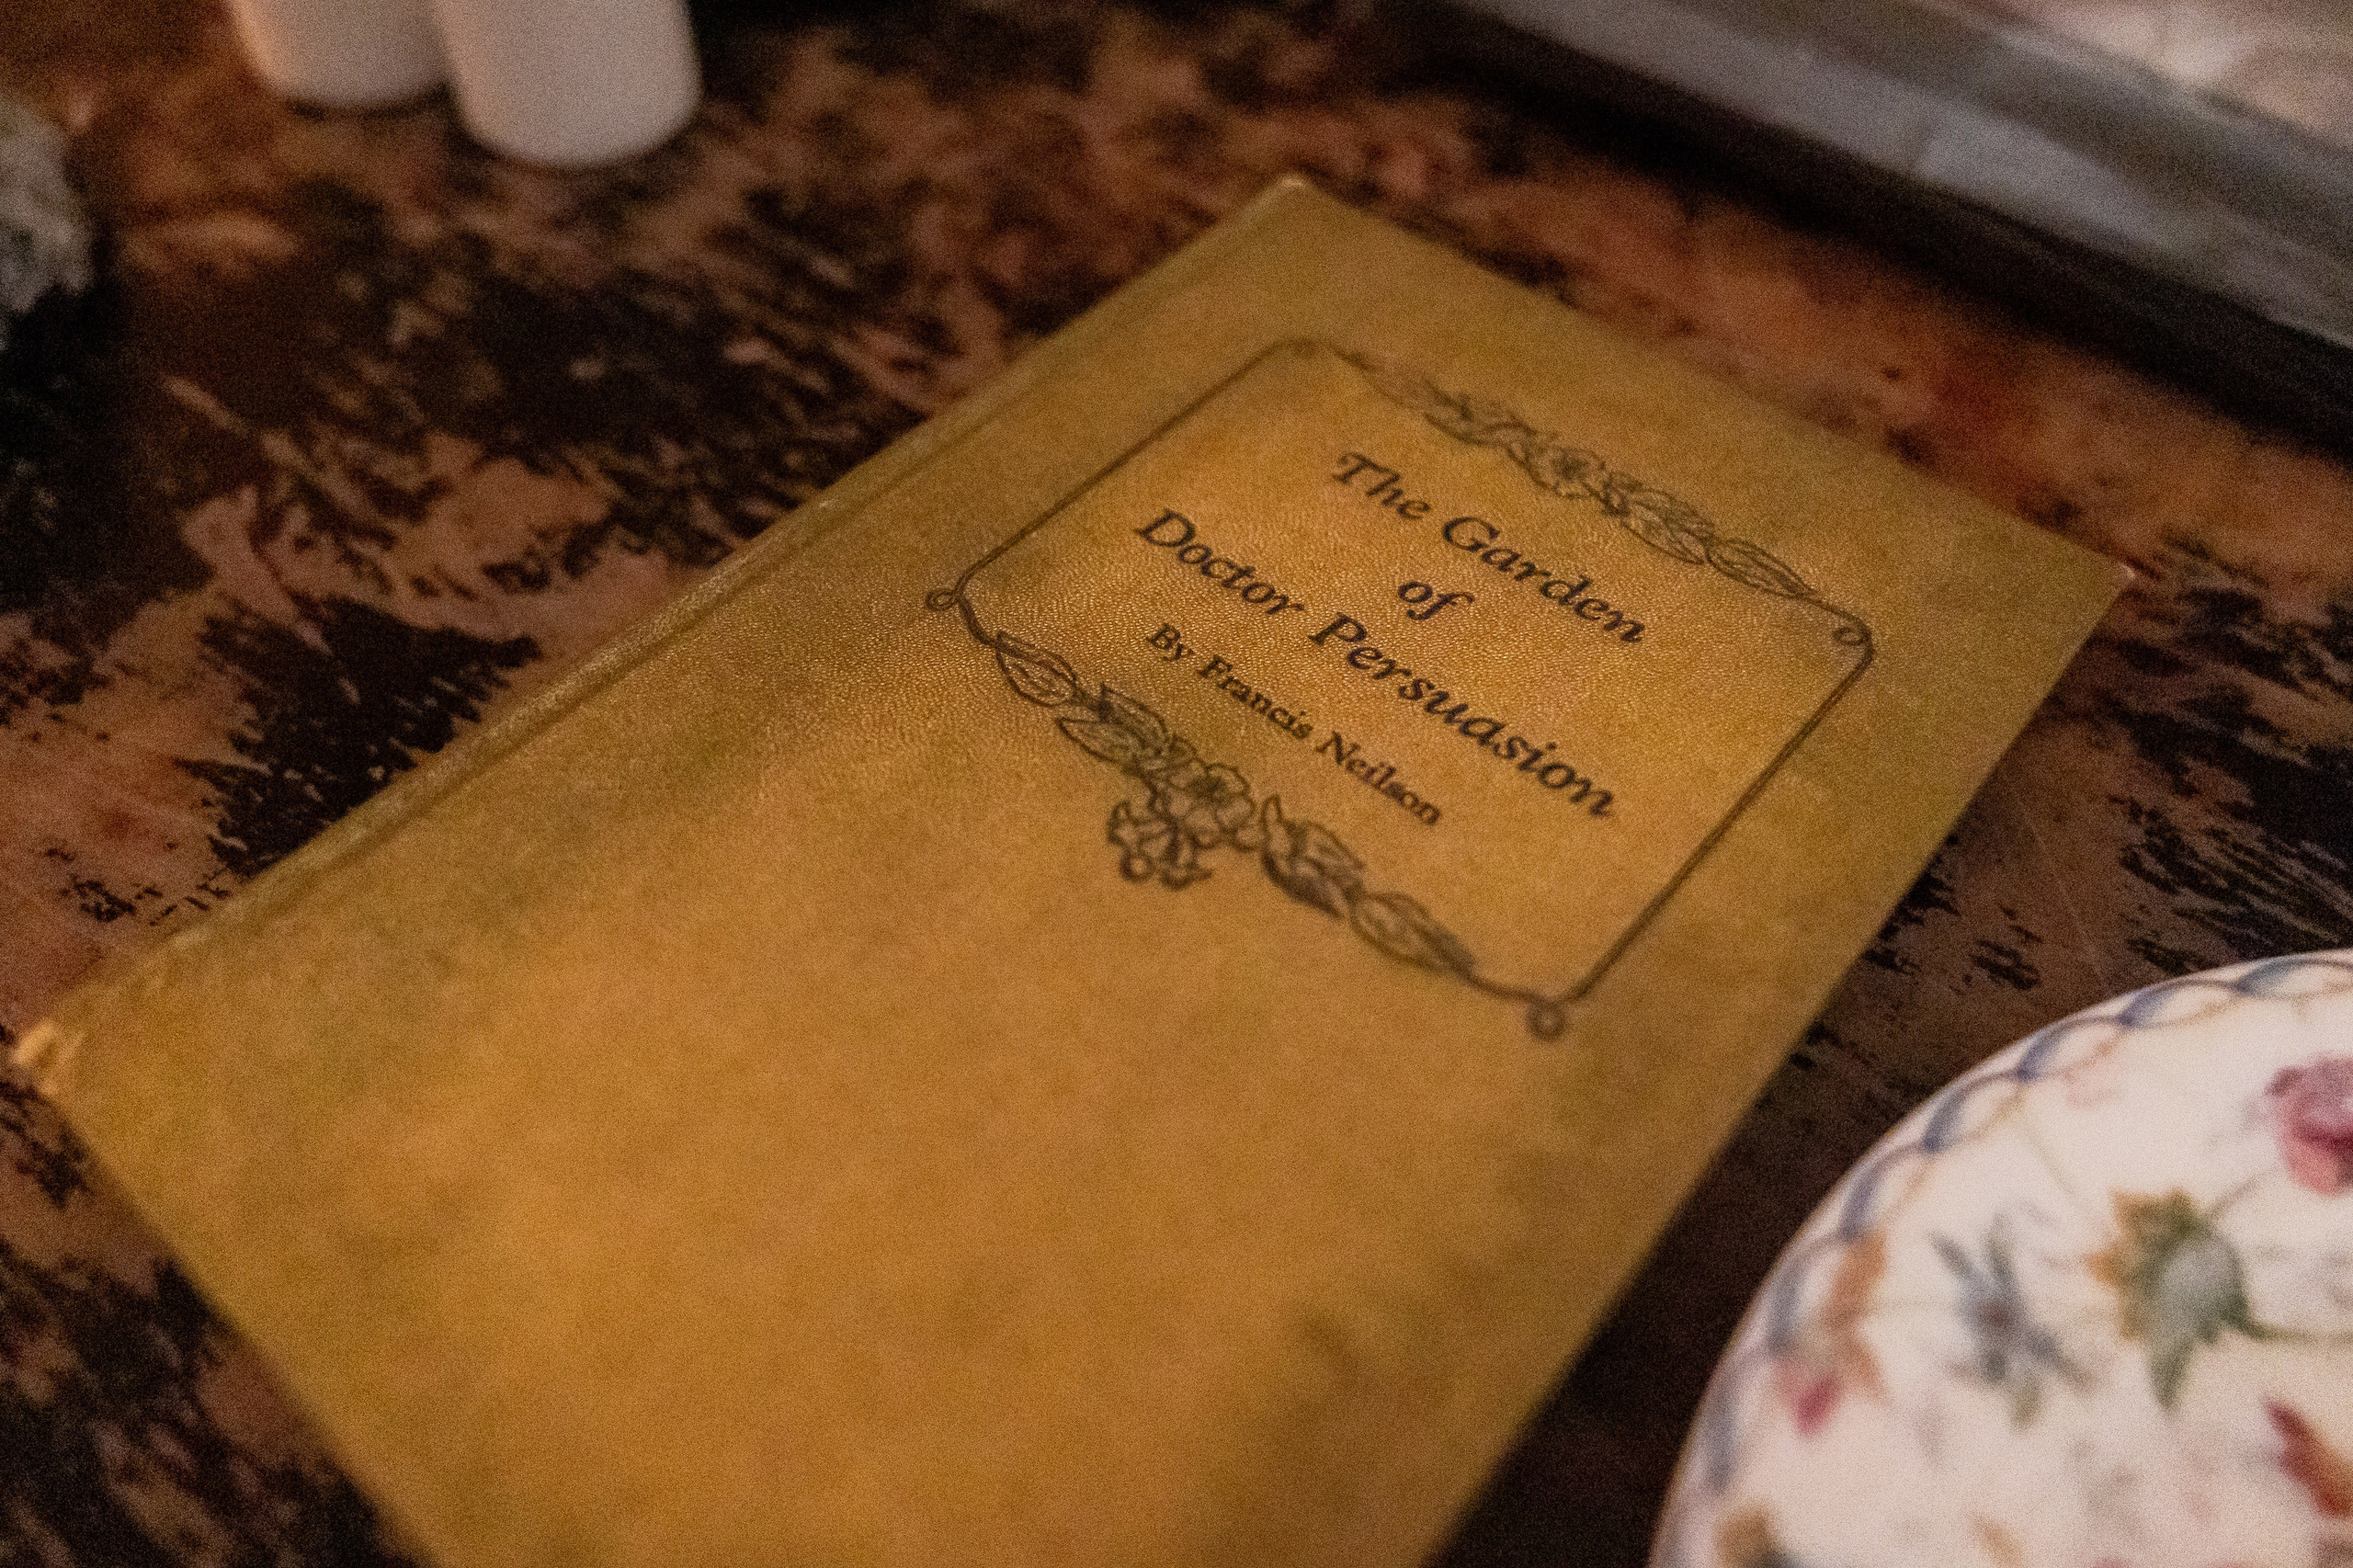 The Garden
of
Doctor Persuasion
By Francis Neilson